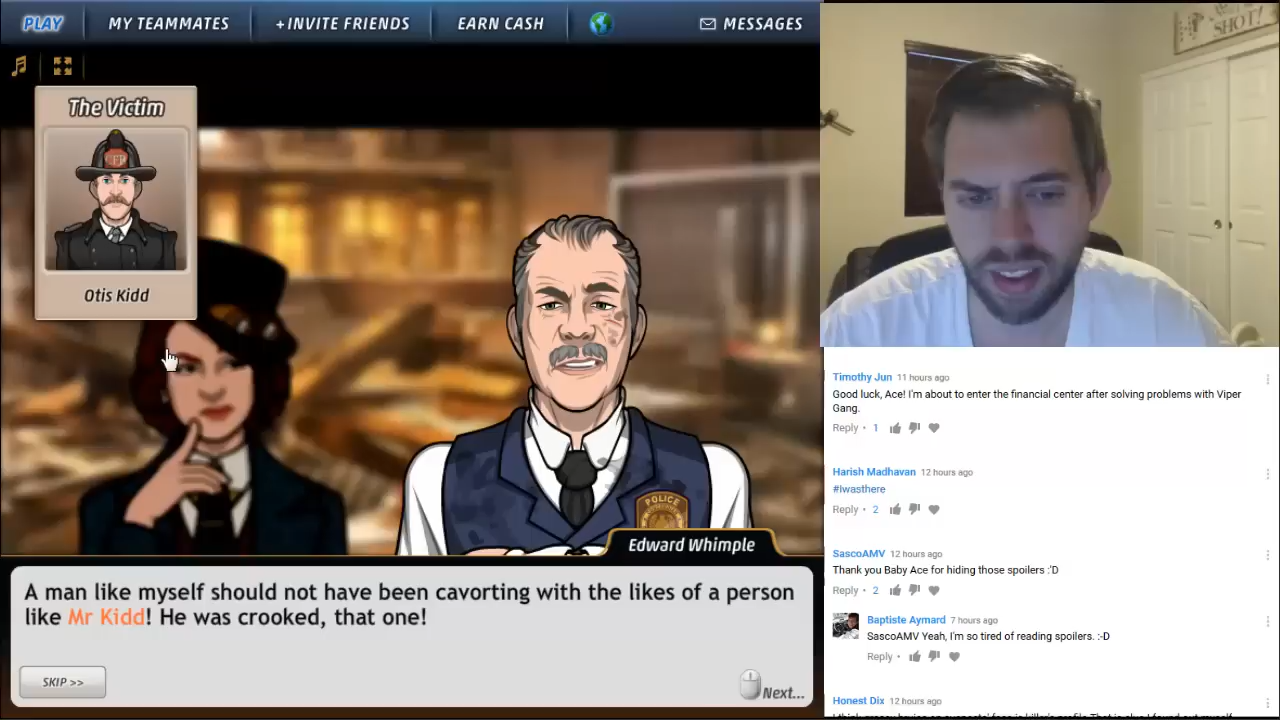 PLAY
MY TEAMMATES
+INVITE FRIENDS
EARN CASH
MESSAGES
SHOT!
The Victim
CFD
Otis Kidd
POLICE
Edward Whimple
A man like myself should not have been cavorting with the likes of a person
like Mr Kidd! He was crooked, that one!
SKIP >>
Next...
Timothy Jun 11 hours ago
Good luck, Ace! I'm about to enter the financial center after solving problems with Viper
Gang.
Reply • 1
Harish Madhavan 12 hours ago
#Iwasthere
Reply • 2
SascoAMV 12 hours ago
Thank you Baby Ace for hiding those spoilers :'D
Reply • 2
Baptiste Aymard 7 hours ago
SascoAMV Yeah, I'm so tired of reading spoilers. :-D
Reply •
Honest Dix 12 hours ago